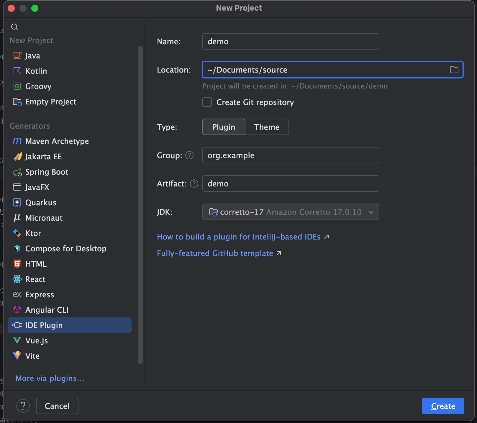 New Project
New Project
Java
Kotlin
Groovy
Empty Project
Generators
Maven Archetype
Jakarta EE
Spring Boot
JavaFX
Quarkus
Micronaut
Ktor
Compose for Desktop
HTML
React
Express
Angular CLI
IDE Plugin
Vue.js
Vite
More via plugins...
Name:
demo
Location:
~/Documents/source
Project will be created in: ~/Documents/source/demo
Create Git repository
Type:
Plugin
Theme
Group: ?
org.example
Artifact: ?
demo
JDK:
corretto-17 Amazon Corretto 17.0.10
How to build a plugin for IntelliJ-based IDEs ↗
Fully-featured GitHub template ↗
?
Cancel
Create